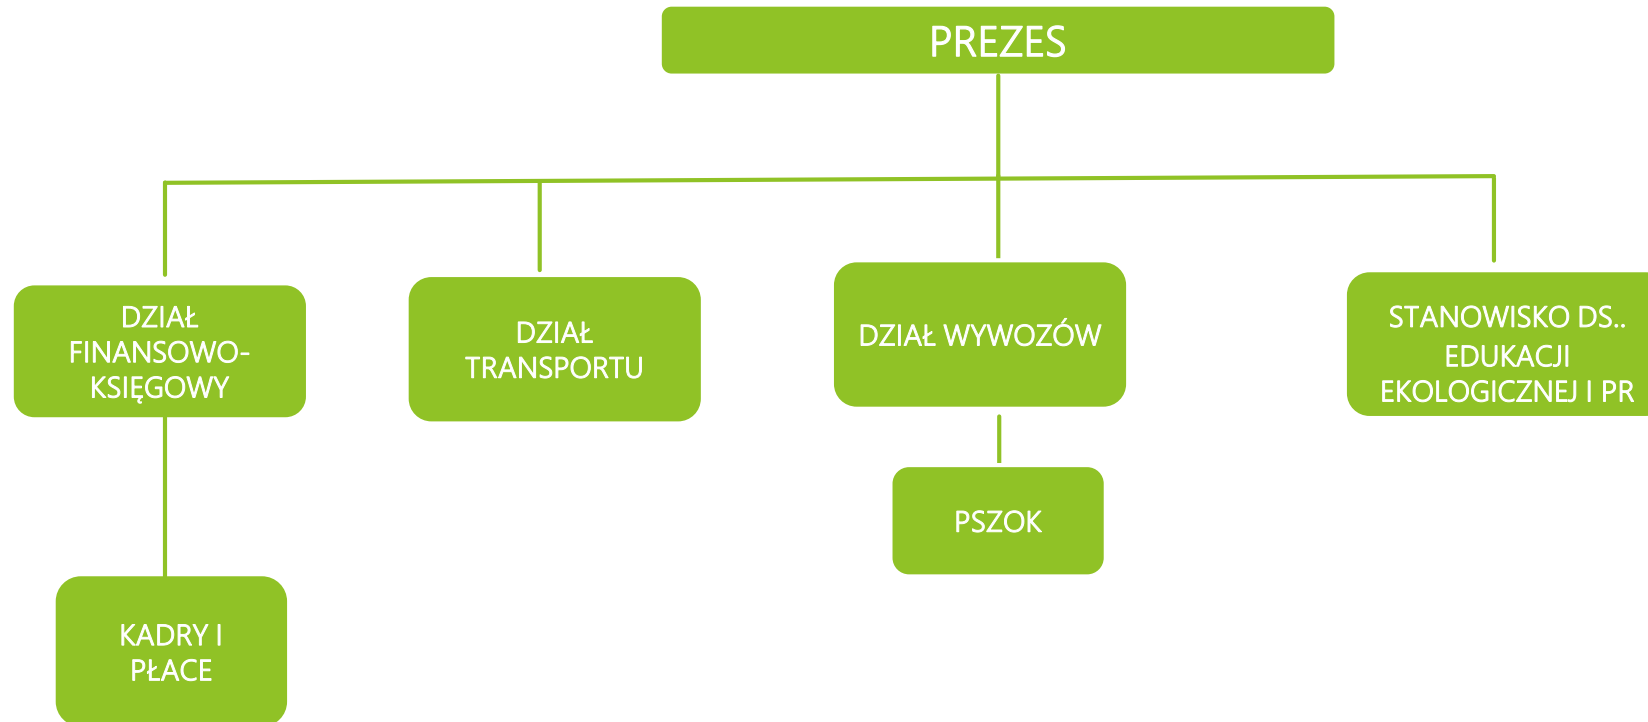 PREZES
DZIAŁ
FINANSOWO-
KSIĘGOWY
DZIAŁ
TRANSPORTU
DZIAŁ WYWOZÓW
STANOWISKO DS..
EDUKACJI
EKOLOGICZNEJ I PR
PSZOK
KADRY I
PŁACE